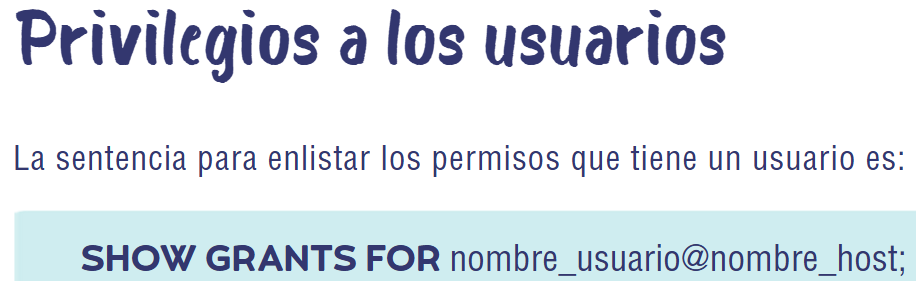 Privilegios a los usuarios
La sentencia para enlistar los permisos que tiene un usuario es:
SHOW GRANTS FOR nombre_usuario@nombre_host;